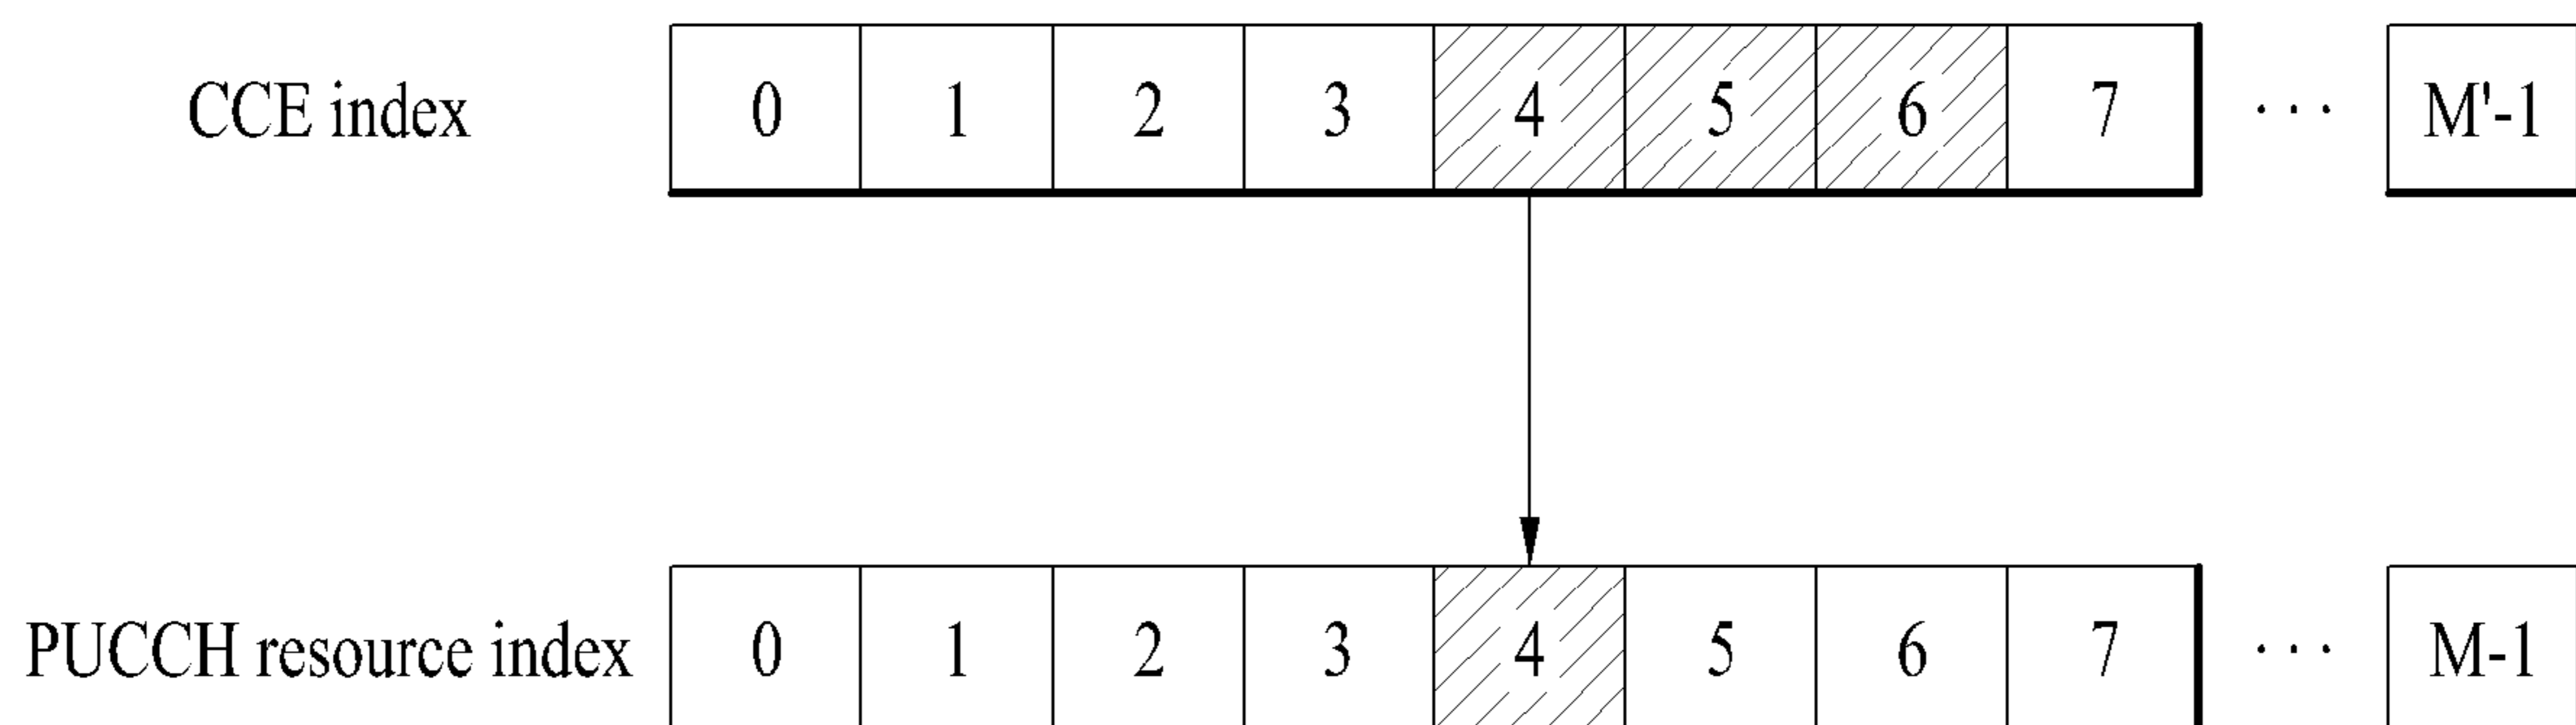 CCE index 0 1 2 3 4 5 6 7 ··· M'-1
PUCCH resource index 0 1 2 3 4 5 6 7 ··· M-1